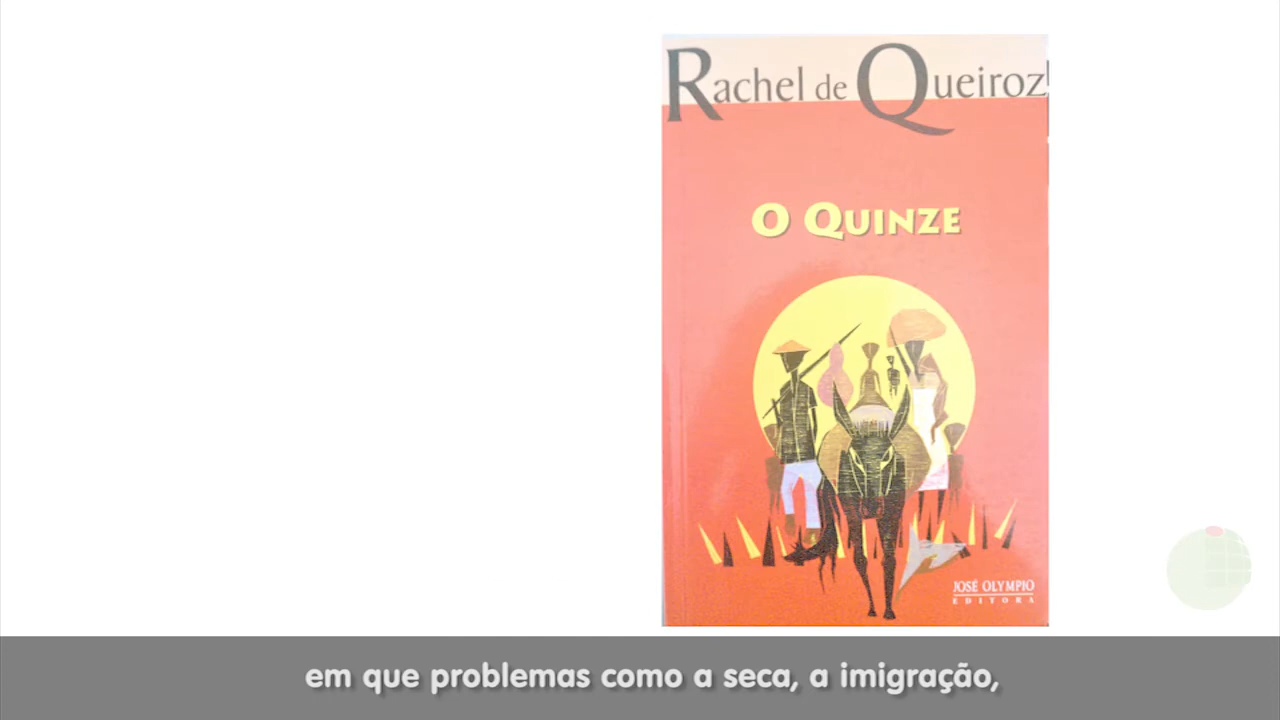 Rachel de Queiroz
O Quinze
JOSÉ OLYMPIO
EDITORA
em que problemas como a seca, a imigração,